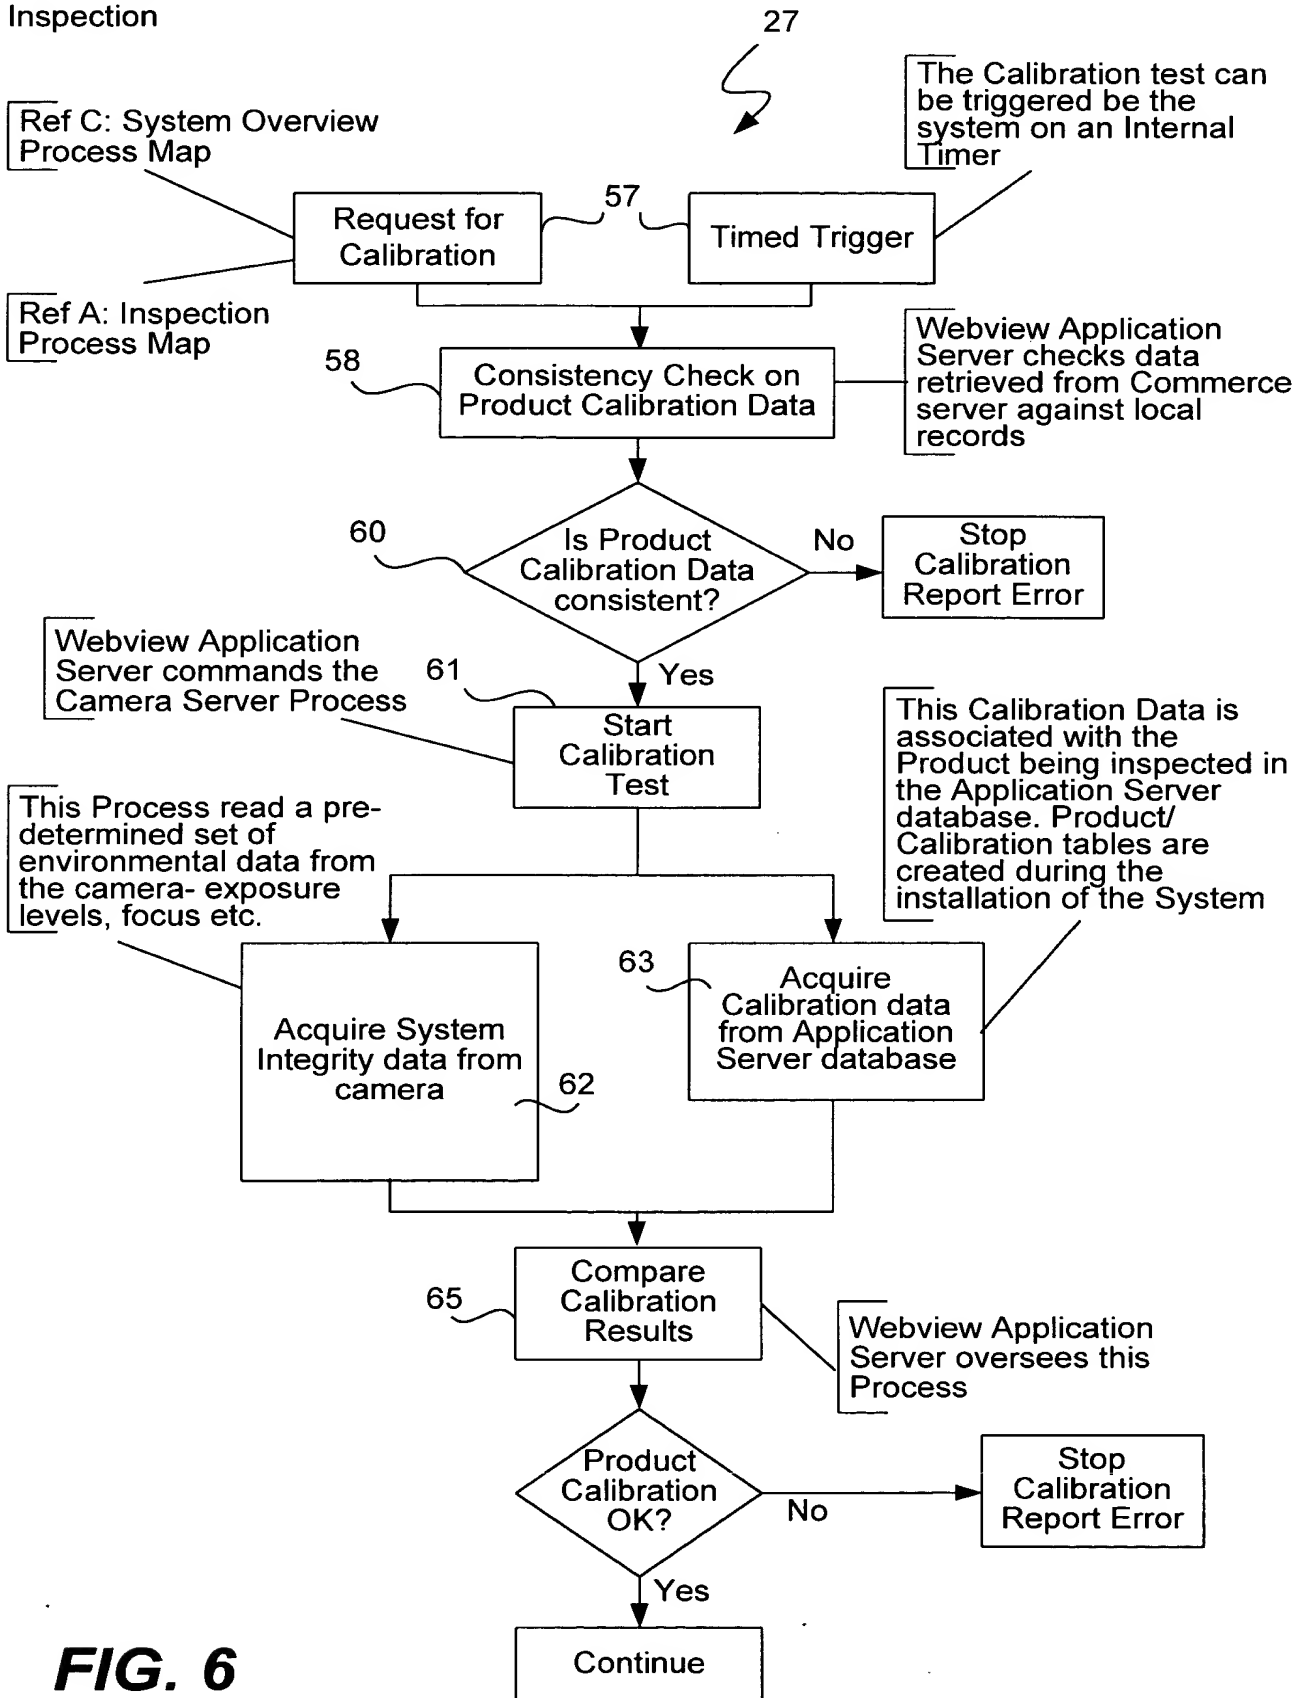 Inspection
27
The Calibration test can
be triggered be the
system on an Internal
Timer
Ref C: System Overview
Process Map
57
Request for
Calibration
Timed Trigger
Ref A: Inspection
Process Map
Webview Application
Server checks data
retrieved from Commerce
server against local
records
58
Consistency Check on
Product Calibration Data
60
Is Product
Calibration Data
consistent?
No
Stop
Calibration
Report Error
Webview Application
Server commands the
Camera Server Process
61
Yes
Start
Calibration
Test
This Calibration Data is
associated with the
Product being inspected in
the Application Server
database. Product/
Calibration tables are
created during the
installation of the System
This Process read a pre-
determined set of
environmental data from
the camera- exposure
levels, focus etc.
63
Acquire
Calibration data
from Application
Server database
Acquire System
Integrity data from
camera
62
65
Compare
Calibration
Results
Webview Application
Server oversees this
Process
Product
Calibration
OK?
No
Stop
Calibration
Report Error
Yes
Continue
FIG. 6